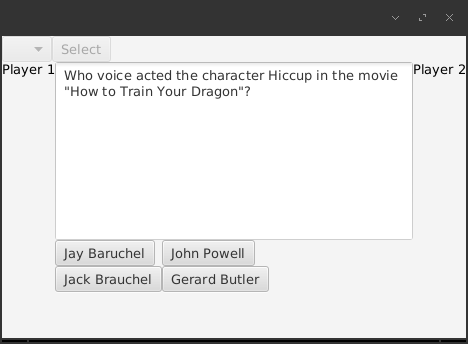 Select
Player 1
Who voice acted the character Hiccup in the movie
"How to Train Your Dragon"?
Player 2
Jay Baruchel
John Powell
Jack Brauchel
Gerard Butler